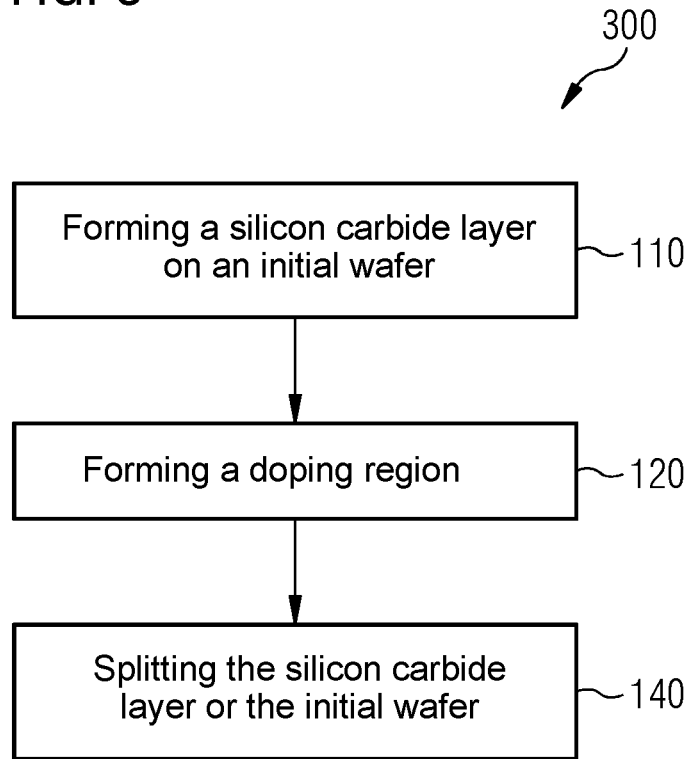 300
Forming a silicon carbide layer
on an initial wafer
110
Forming a doping region
120
Splitting the silicon carbide
layer or the initial wafer
140